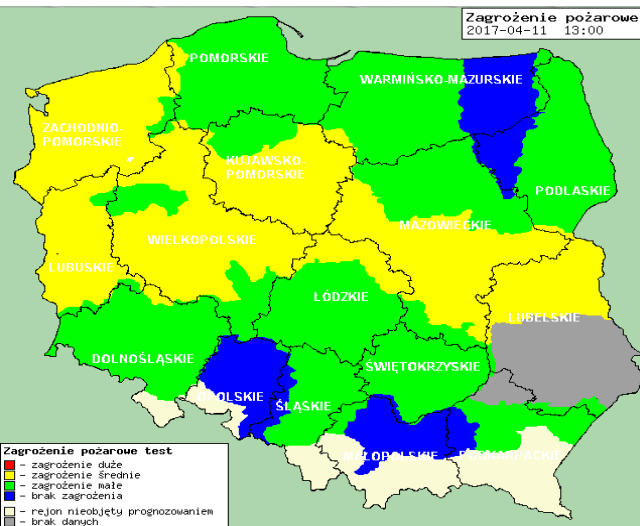 Zagrożenie pożarowe
2017-04-11 13:00
POMORSKIE
WARMIŃSKO-MAZURSKIE
ZACHODNIO-
POMORSKIE
KUJAWSKO-
POMORSKIE
PODLASKIE
MAZOWIECKIE
WIELKOPOLSKIE
LUBUSKIE
ŁÓDZKIE
LUBELSKIE
DOLNOŚLĄSKIE
ŚWIĘTOKRZYSKIE
OPOLSKIE
ŚLĄSKIE
MAŁOPOLSKIE
PODKARPACKIE
Zagrożenie pożarowe test
- zagrożenie duże
- zagrożenie średnie
- zagrożenie małe
- brak zagrożenia
- rejon nieobjęty prognozowaniem
- brak danych